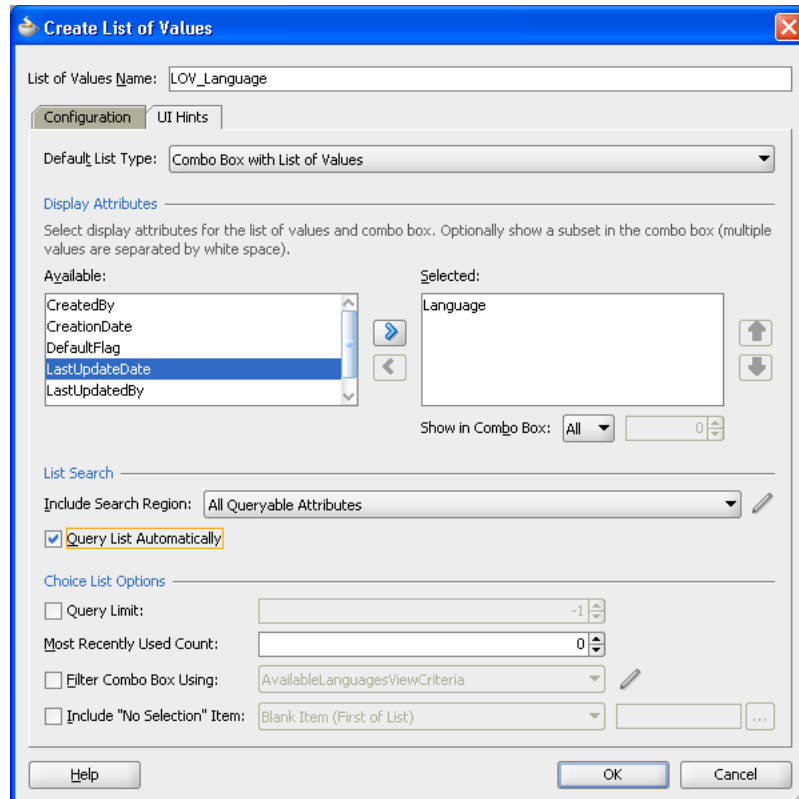 Create List of Values
List of Values Name: LOV_Language
Configuration UI Hints
Default List Type: Combo Box with List of Values
Display Attributes
Select display attributes for the list of values and combo box. Optionally show a subset in the combo box (multiple
values are separated by white space).
Available: Selected:
CreatedBy Language
CreationDate
DefaultFlag
LastUpdateDate
LastUpdatedBy
Show in Combo Box: All 0
List Search
Include Search Region: All Queryable Attributes
Query List Automatically
Choice List Options
Query Limit: -1
Most Recently Used Count: 0
Filter Combo Box Using: AvailableLanguagesViewCriteria
Include "No Selection" Item: Blank Item (First of List) ...
Help OK Cancel